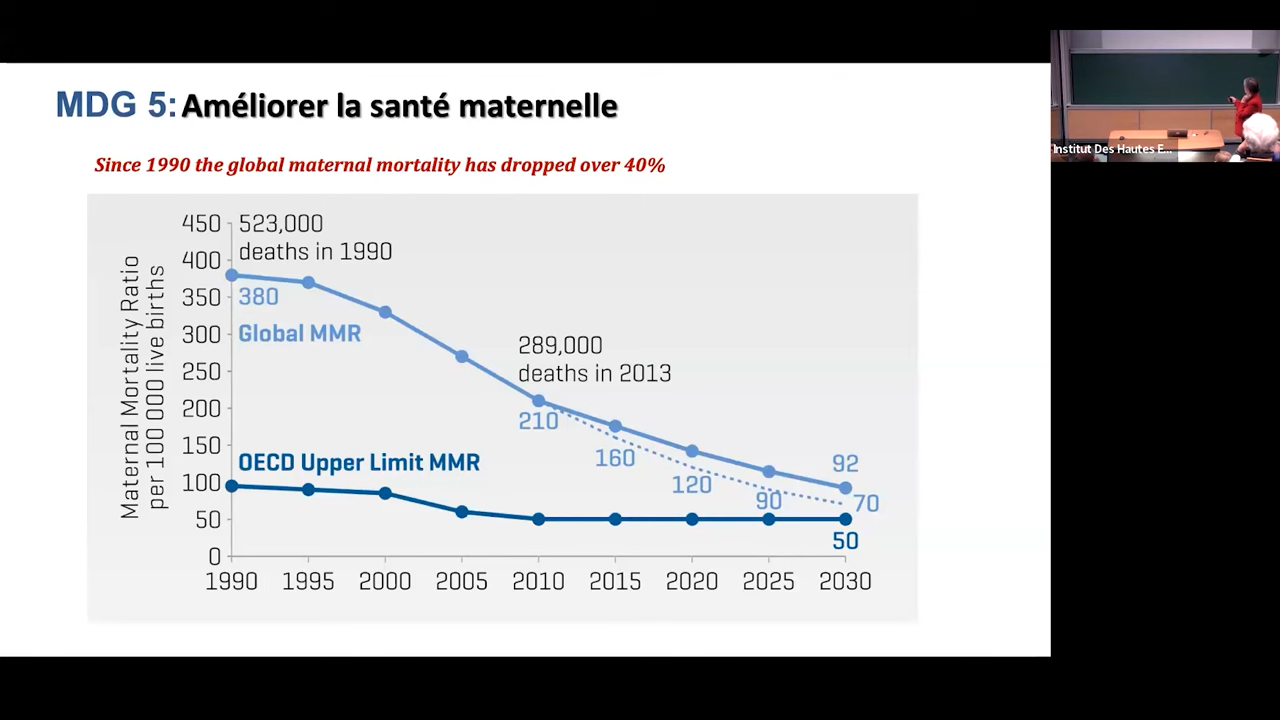 MDG 5: Améliorer la santé maternelle
Since 1990 the global maternal mortality has dropped over 40%
Maternal Mortality Ratio
per 100 000 live births
450
400
350
300
250
200
150
100
50
0
523,000
deaths in 1990
380
Global MMR
289,000
deaths in 2013
210
160
120
90
92
70
OECD Upper Limit MMR
50
1990 1995 2000 2005 2010 2015 2020 2025 2030
Institut Des Hautes E...